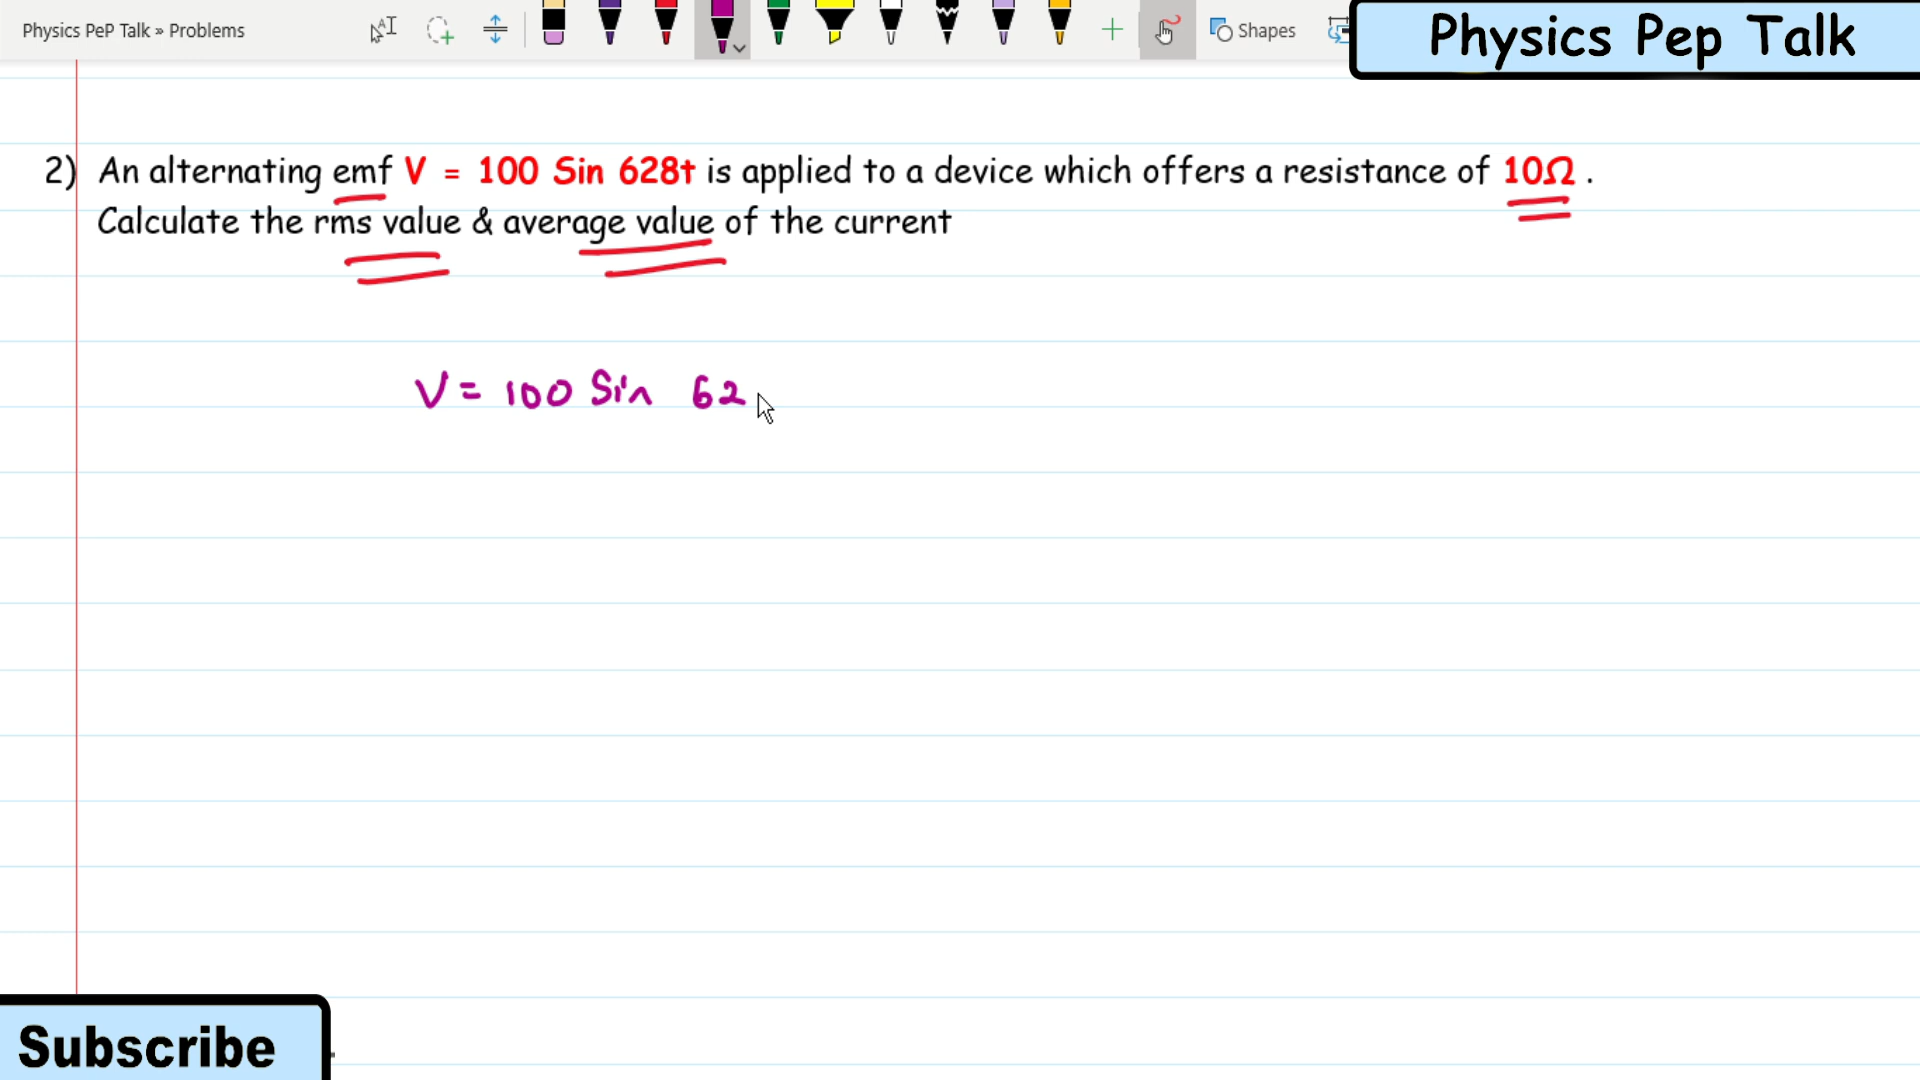 Physics PeP Talk » Problems
Shapes
Physics Pep Talk
2) An alternating emf V = 100 Sin 628t is applied to a device which offers a resistance of 10Ω .
Calculate the rms value & average value of the current
V = 100 Sin 62
Subscribe